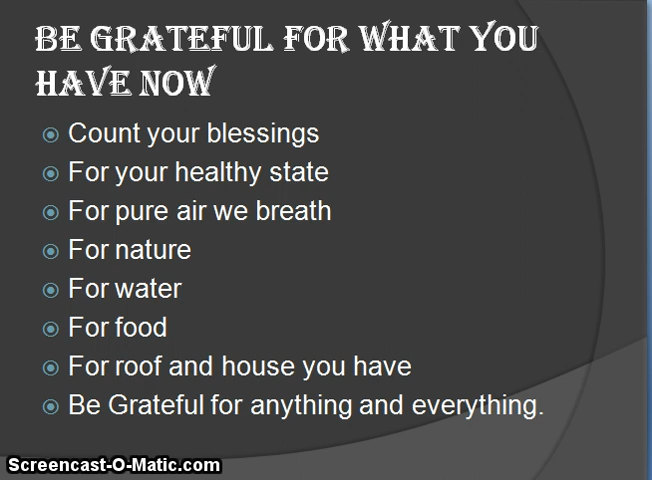 BE GRATEFUL FOR WHAT YOU
HAVE NOW
Count your blessings
For your healthy state
For pure air we breath
For nature
For water
For food
For roof and house you have
Be Grateful for anything and everything.
Screencast-O-Matic.com